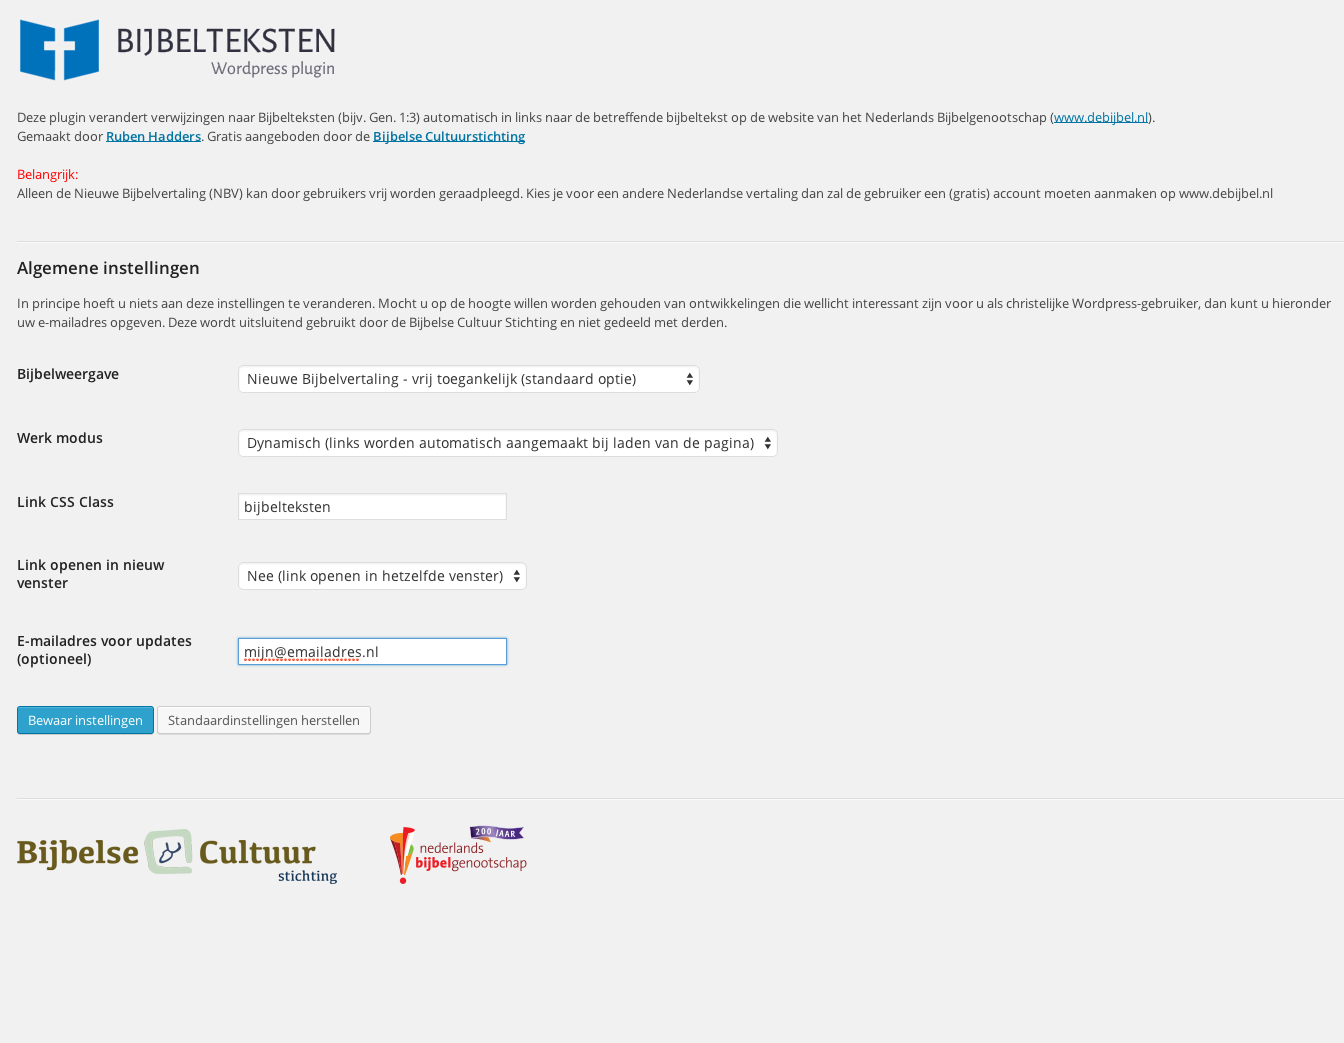 BIJBELTEKSTEN
Wordpress plugin
Deze plugin verandert verwijzingen naar Bijbelteksten (bijv. Gen. 1:3) automatisch in links naar de betreffende bijbeltekst op de website van het Nederlands Bijbelgenootschap (www.debijbel.nl).
Gemaakt door Ruben Hadders. Gratis aangeboden door de Bijbelse Cultuurstichting
Belangrijk:
Alleen de Nieuwe Bijbelvertaling (NBV) kan door gebruikers vrij worden geraadpleegd. Kies je voor een andere Nederlandse vertaling dan zal de gebruiker een (gratis) account moeten aanmaken op www.debijbel.nl
Algemene instellingen
In principe hoeft u niets aan deze instellingen te veranderen. Mocht u op de hoogte willen worden gehouden van ontwikkelingen die wellicht interessant zijn voor u als christelijke Wordpress-gebruiker, dan kunt u hieronder
uw e-mailadres opgeven. Deze wordt uitsluitend gebruikt door de Bijbelse Cultuur Stichting en niet gedeeld met derden.
Bijbelweergave
Nieuwe Bijbelvertaling - vrij toegankelijk (standaard optie)
Werk modus
Dynamisch (links worden automatisch aangemaakt bij laden van de pagina)
Link CSS Class
bijbelteksten
Link openen in nieuw
venster
Nee (link openen in hetzelfde venster)
E-mailadres voor updates
(optioneel)
mijn@emailadres.nl
Bewaar instellingen
Standaardinstellingen herstellen
Bijbelse Cultuur
stichting
200 JAAR
nederlands
bijbelgenootschap